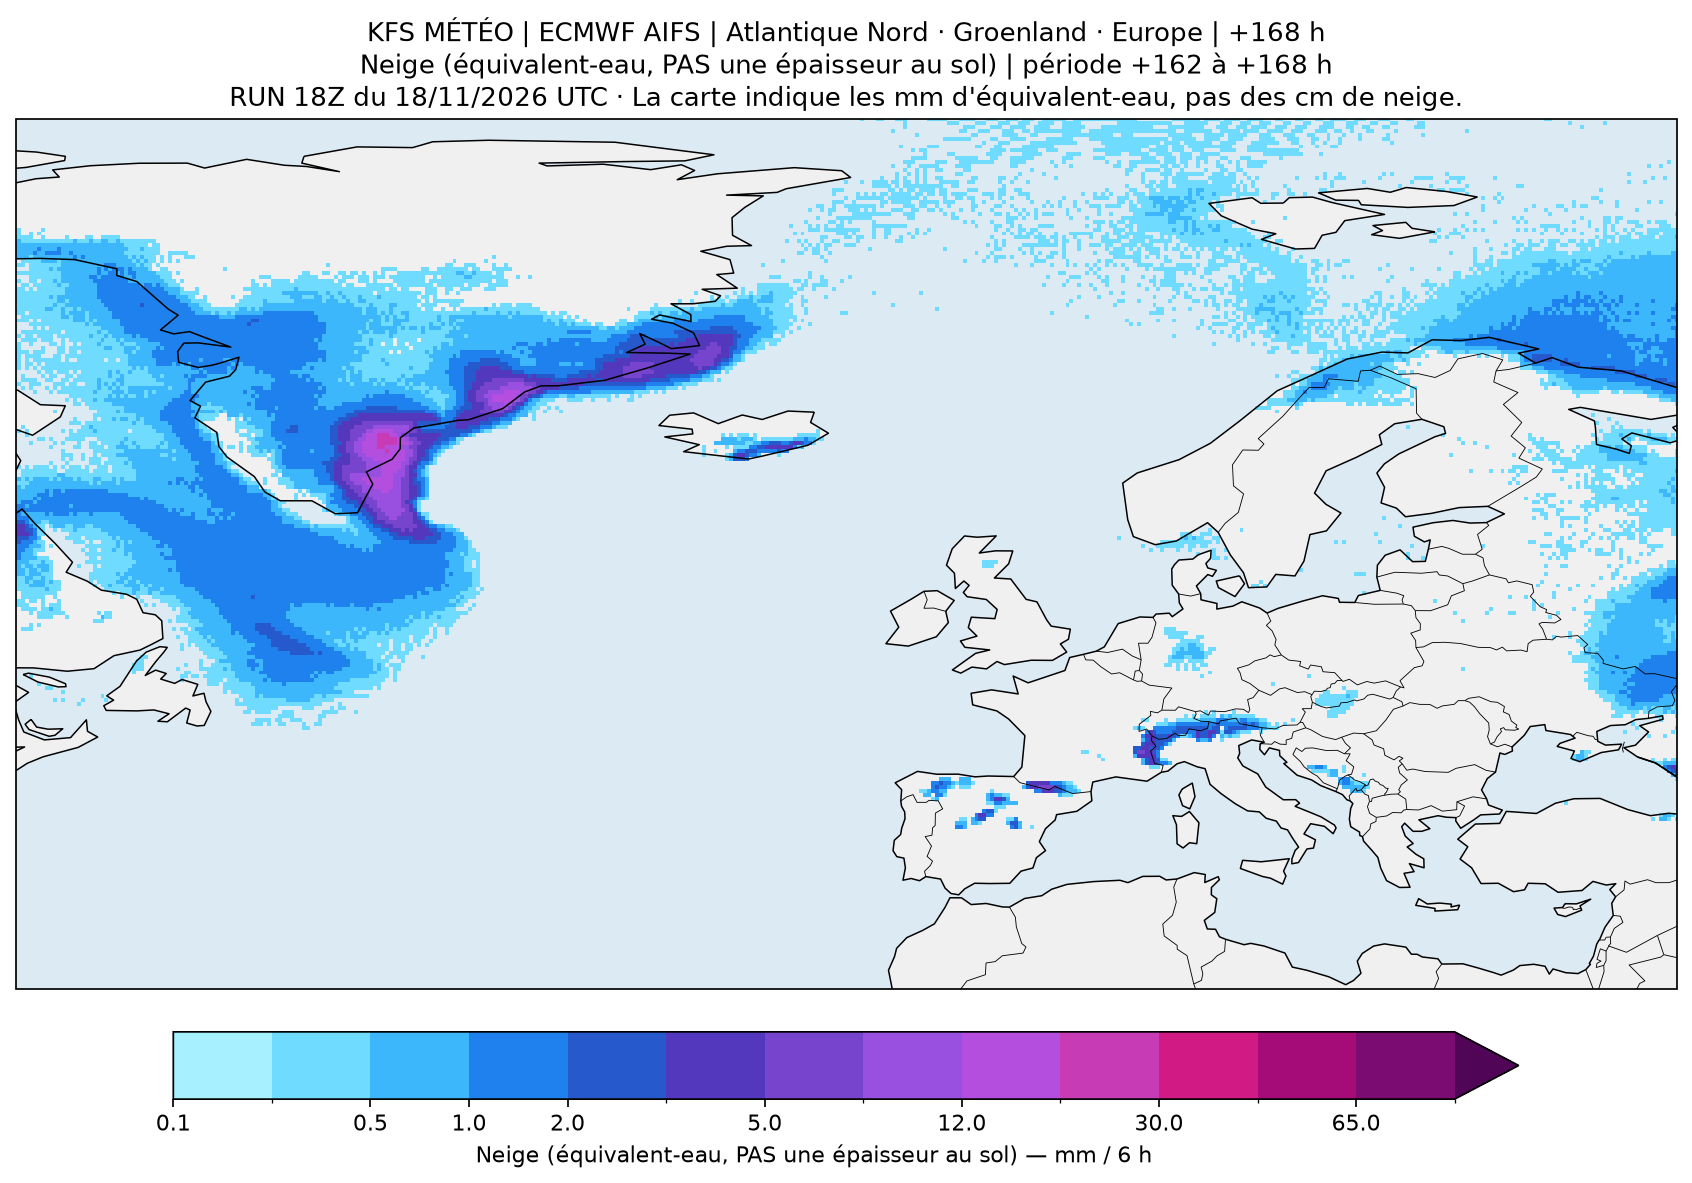 KFS MÉTÉO | ECMWF AIFS | Atlantique Nord · Groenland · Europe | +168 h
Neige (équivalent-eau, PAS une épaisseur au sol) | période +162 à +168 h
RUN 18Z du 18/11/2026 UTC · La carte indique les mm d'équivalent-eau, pas des cm de neige.
0.1 0.5 1.0 2.0 5.0 12.0 30.0 65.0
Neige (équivalent-eau, PAS une épaisseur au sol) — mm / 6 h